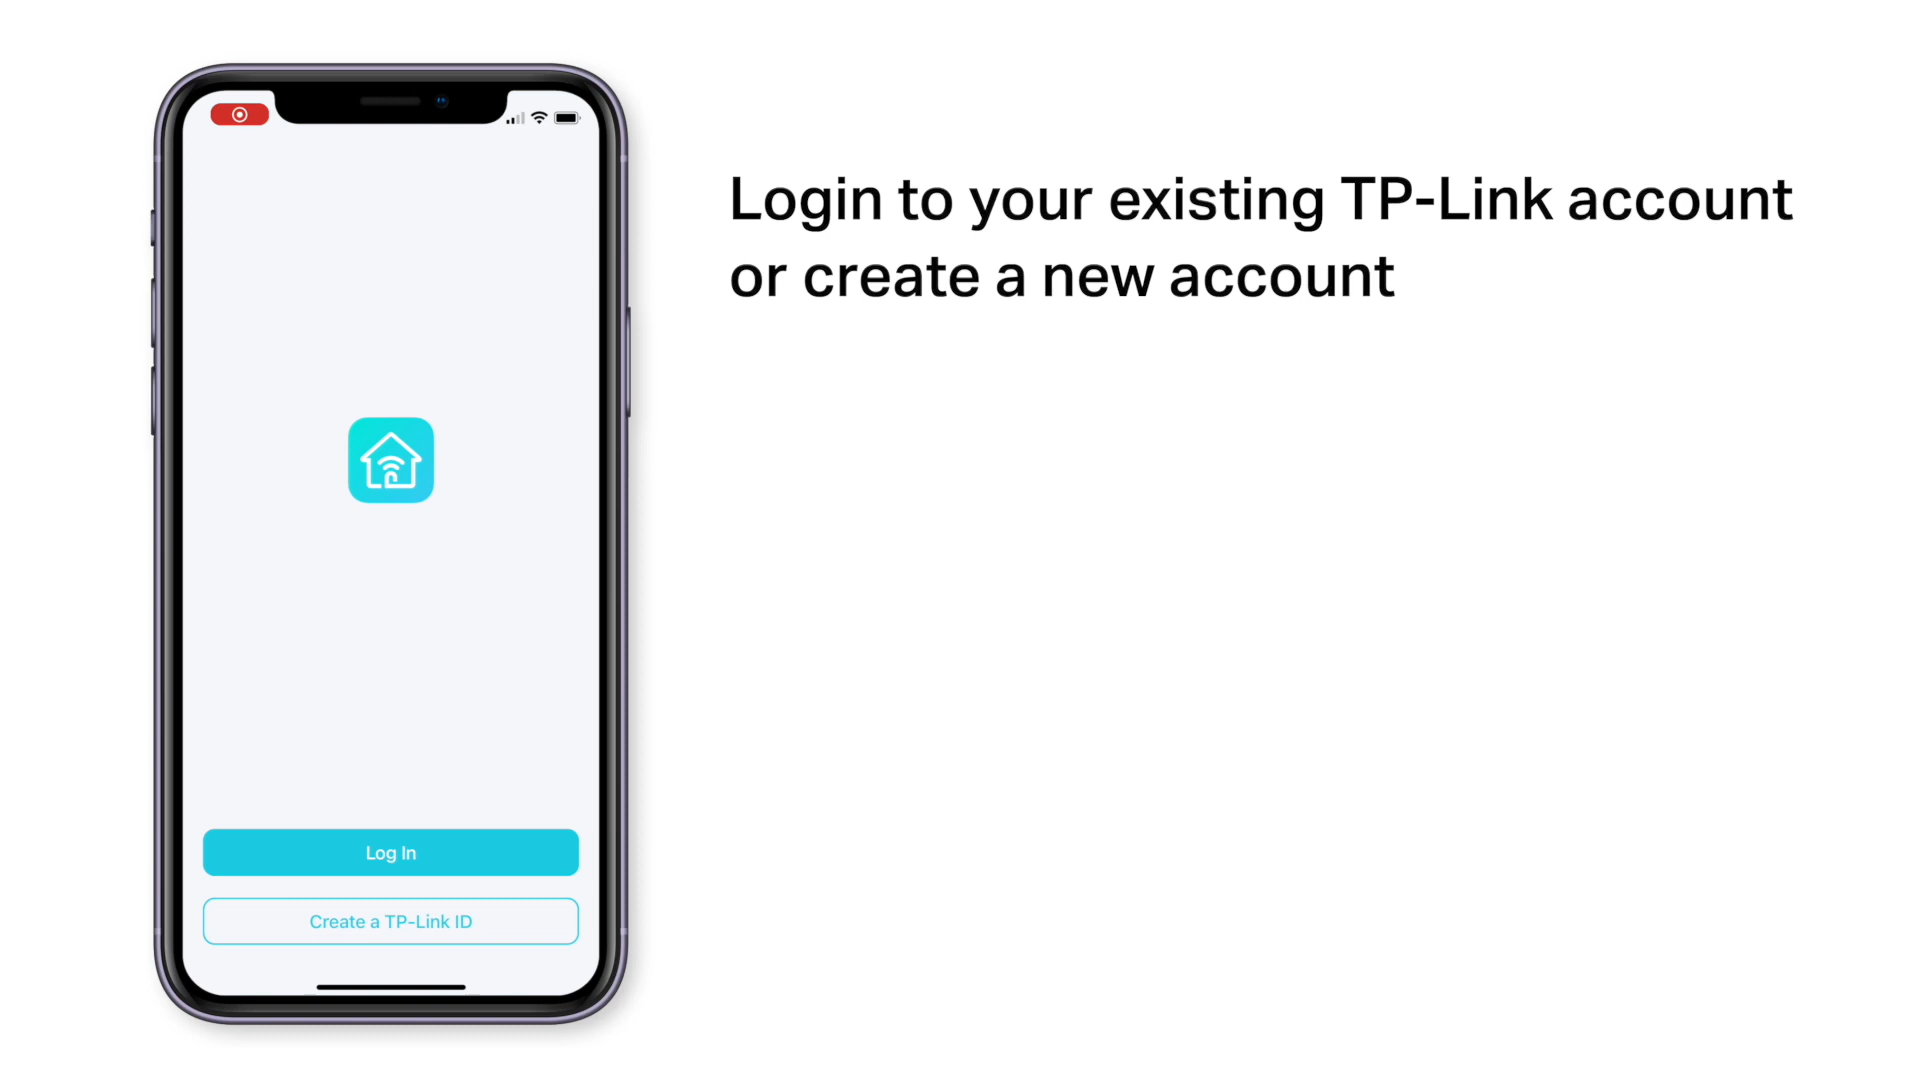 Login to your existing TP-Link account
or create a new account
Log In
Create a TP-Link ID